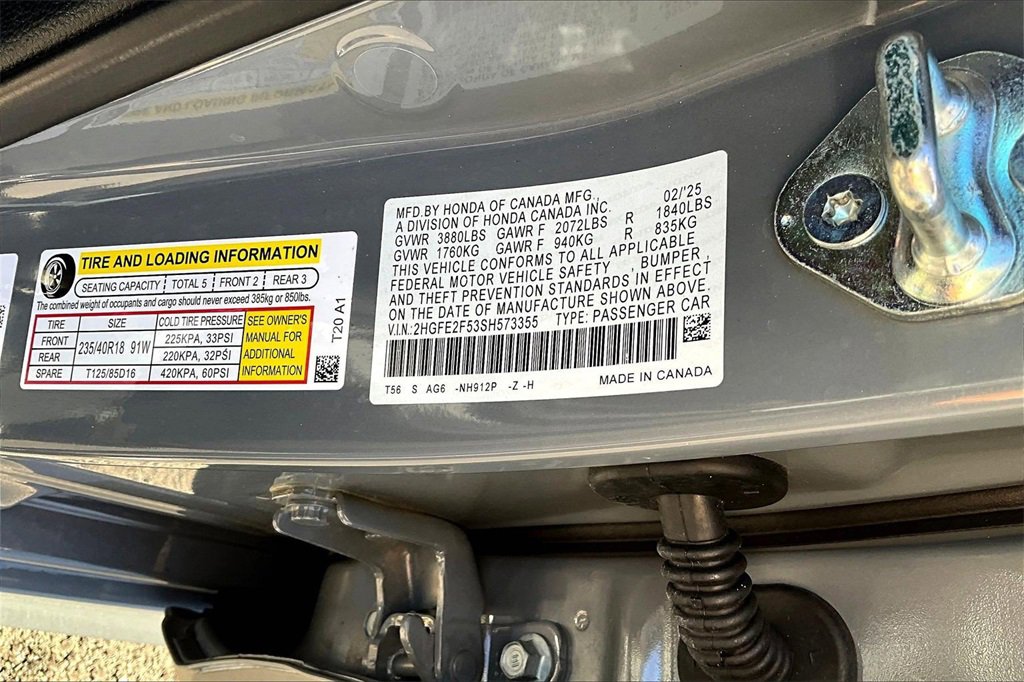 TIRE AND LOADING INFORMATION
SEATING CAPACITY TOTAL 5 FRONT 2 REAR 3
The combined weight of occupants and cargo should never exceed 385kg or 850lbs.
TIRE SIZE COLD TIRE PRESSURE SEE OWNER'S
FRONT 235/40R18 91W 225KPA, 33PSI MANUAL FOR
REAR 220KPA, 32PSI ADDITIONAL
SPARE T125/85D16 420KPA, 60PSI INFORMATION
T20 A1
MFD.BY HONDA OF CANADA MFG., 02/'25
A DIVISION OF HONDA CANADA INC.
GVWR 3880LBS GAWR F 2072LBS R 1840LBS
GVWR 1760KG GAWR F 940KG R 835KG
THIS VEHICLE CONFORMS TO ALL APPLICABLE
FEDERAL MOTOR VEHICLE SAFETY , BUMPER,
AND THEFT PREVENTION STANDARDS IN EFFECT
ON THE DATE OF MANUFACTURE SHOWN ABOVE.
V.I.N.: 2HGFE2F53SH573355 TYPE: PASSENGER CAR
T56 S AG6 -NH912P -Z -H MADE IN CANADA